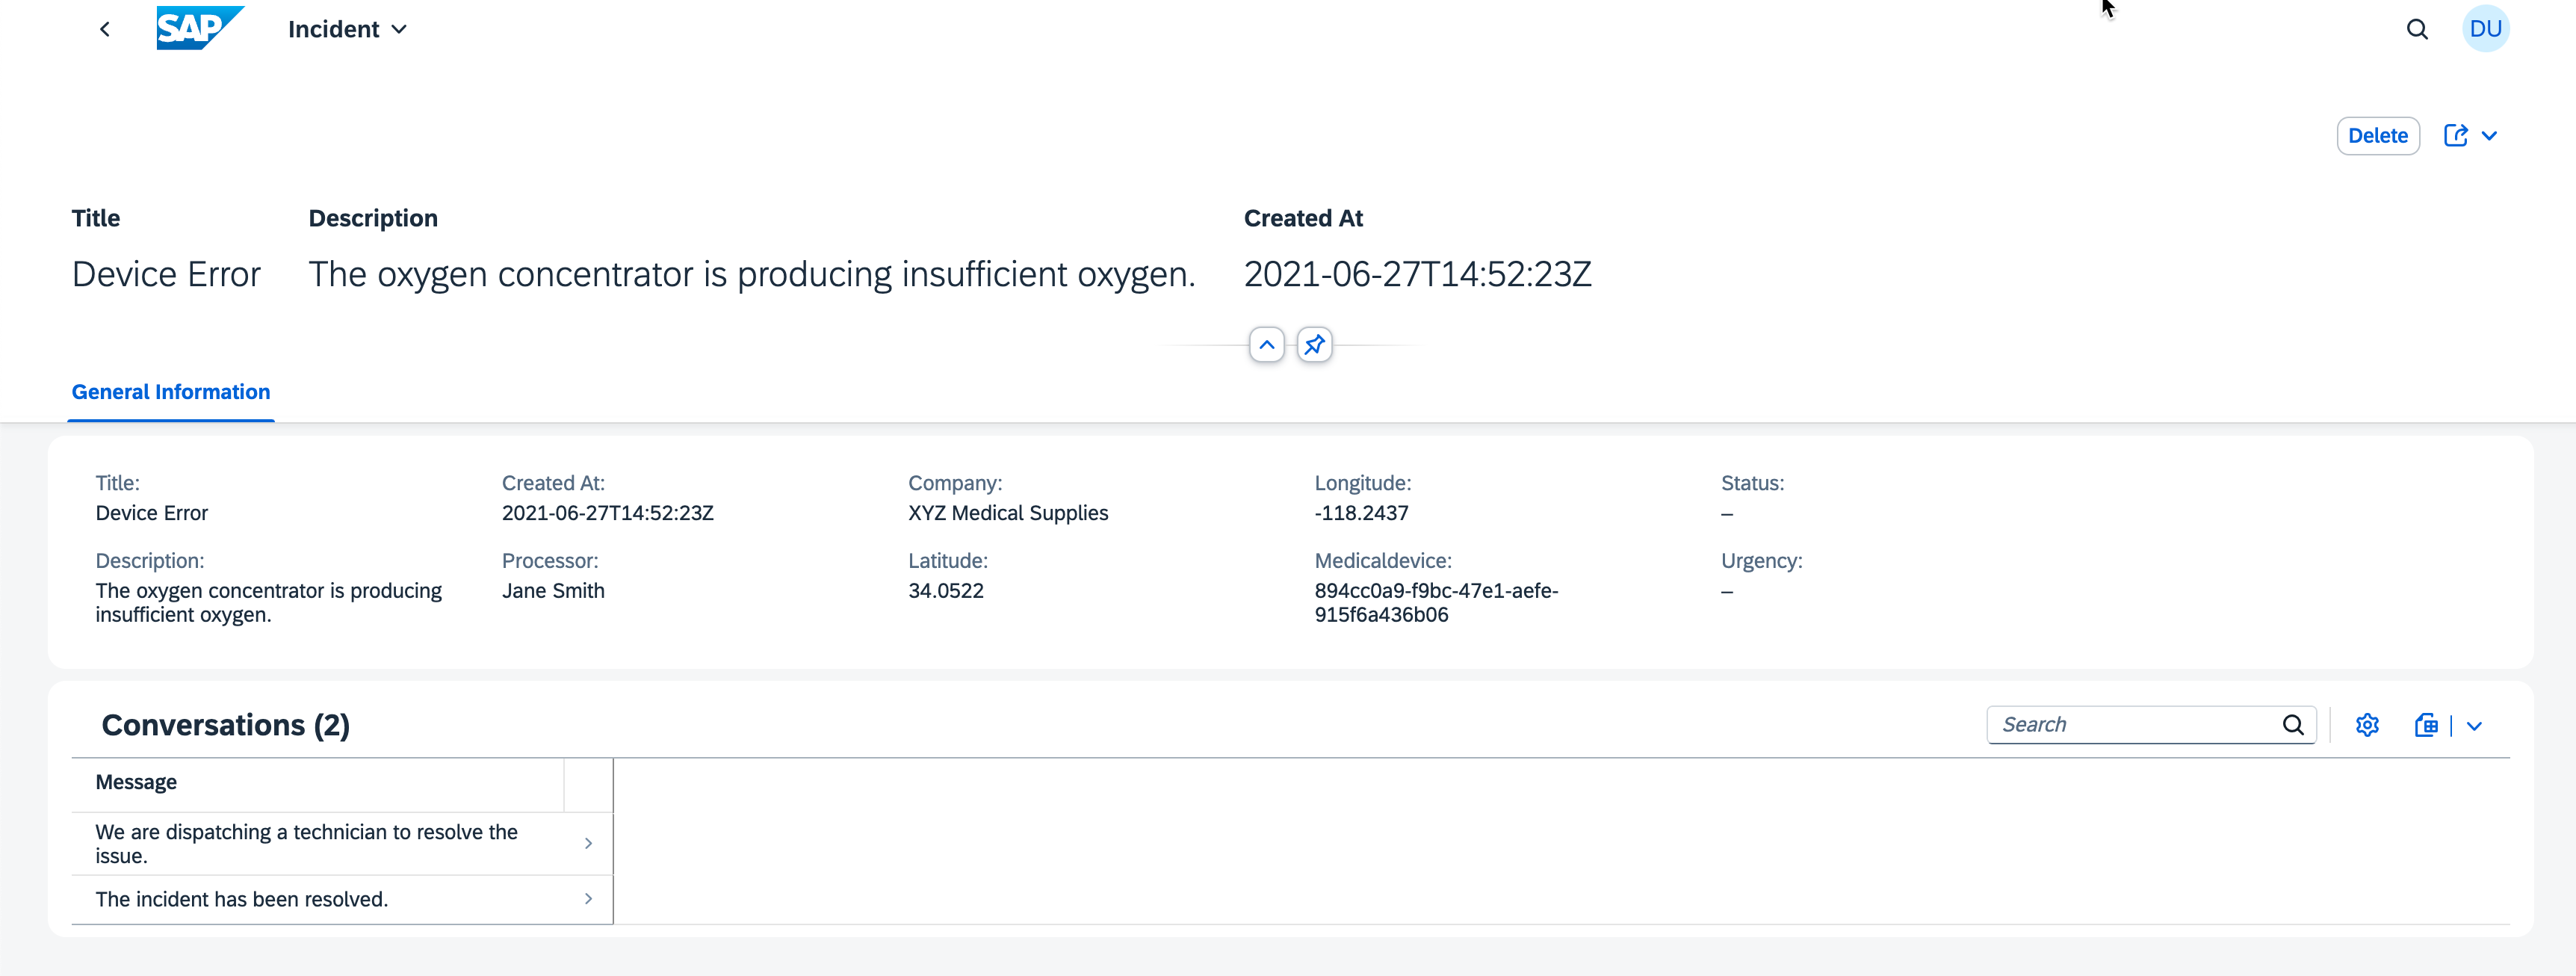 SAP
Incident
DU
Delete
Title
Description
Created At
Device Error
The oxygen concentrator is producing insufficient oxygen.
2021-06-27T14:52:23Z
General Information
Title:
Device Error
Created At:
2021-06-27T14:52:23Z
Company:
XYZ Medical Supplies
Longitude:
-118.2437
Status:
–
Description:
The oxygen concentrator is producing
insufficient oxygen.
Processor:
Jane Smith
Latitude:
34.0522
Medicaldevice:
894cc0a9-f9bc-47e1-aefe-
915f6a436b06
Urgency:
–
Conversations (2)
Search
Message
We are dispatching a technician to resolve the
issue.
The incident has been resolved.